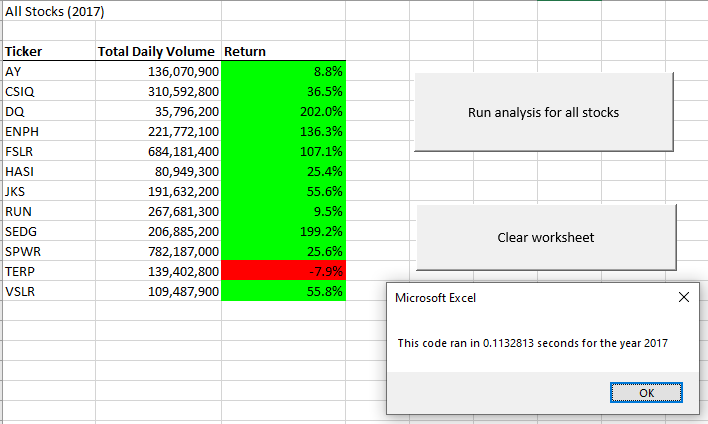 All Stocks (2017)
Ticker Total Daily Volume Return
AY 136,070,900 8.8%
CSIQ 310,592,800 36.5%
DQ 35,796,200 202.0%
ENPH 221,772,100 136.3%
FSLR 684,181,400 107.1%
HASI 80,949,300 25.4%
JKS 191,632,200 55.6%
RUN 267,681,300 9.5%
SEDG 206,885,200 199.2%
SPWR 782,187,000 25.6%
TERP 139,402,800 -7.9%
VSLR 109,487,900 55.8%
Run analysis for all stocks
Clear worksheet
Microsoft Excel
This code ran in 0.1132813 seconds for the year 2017
OK